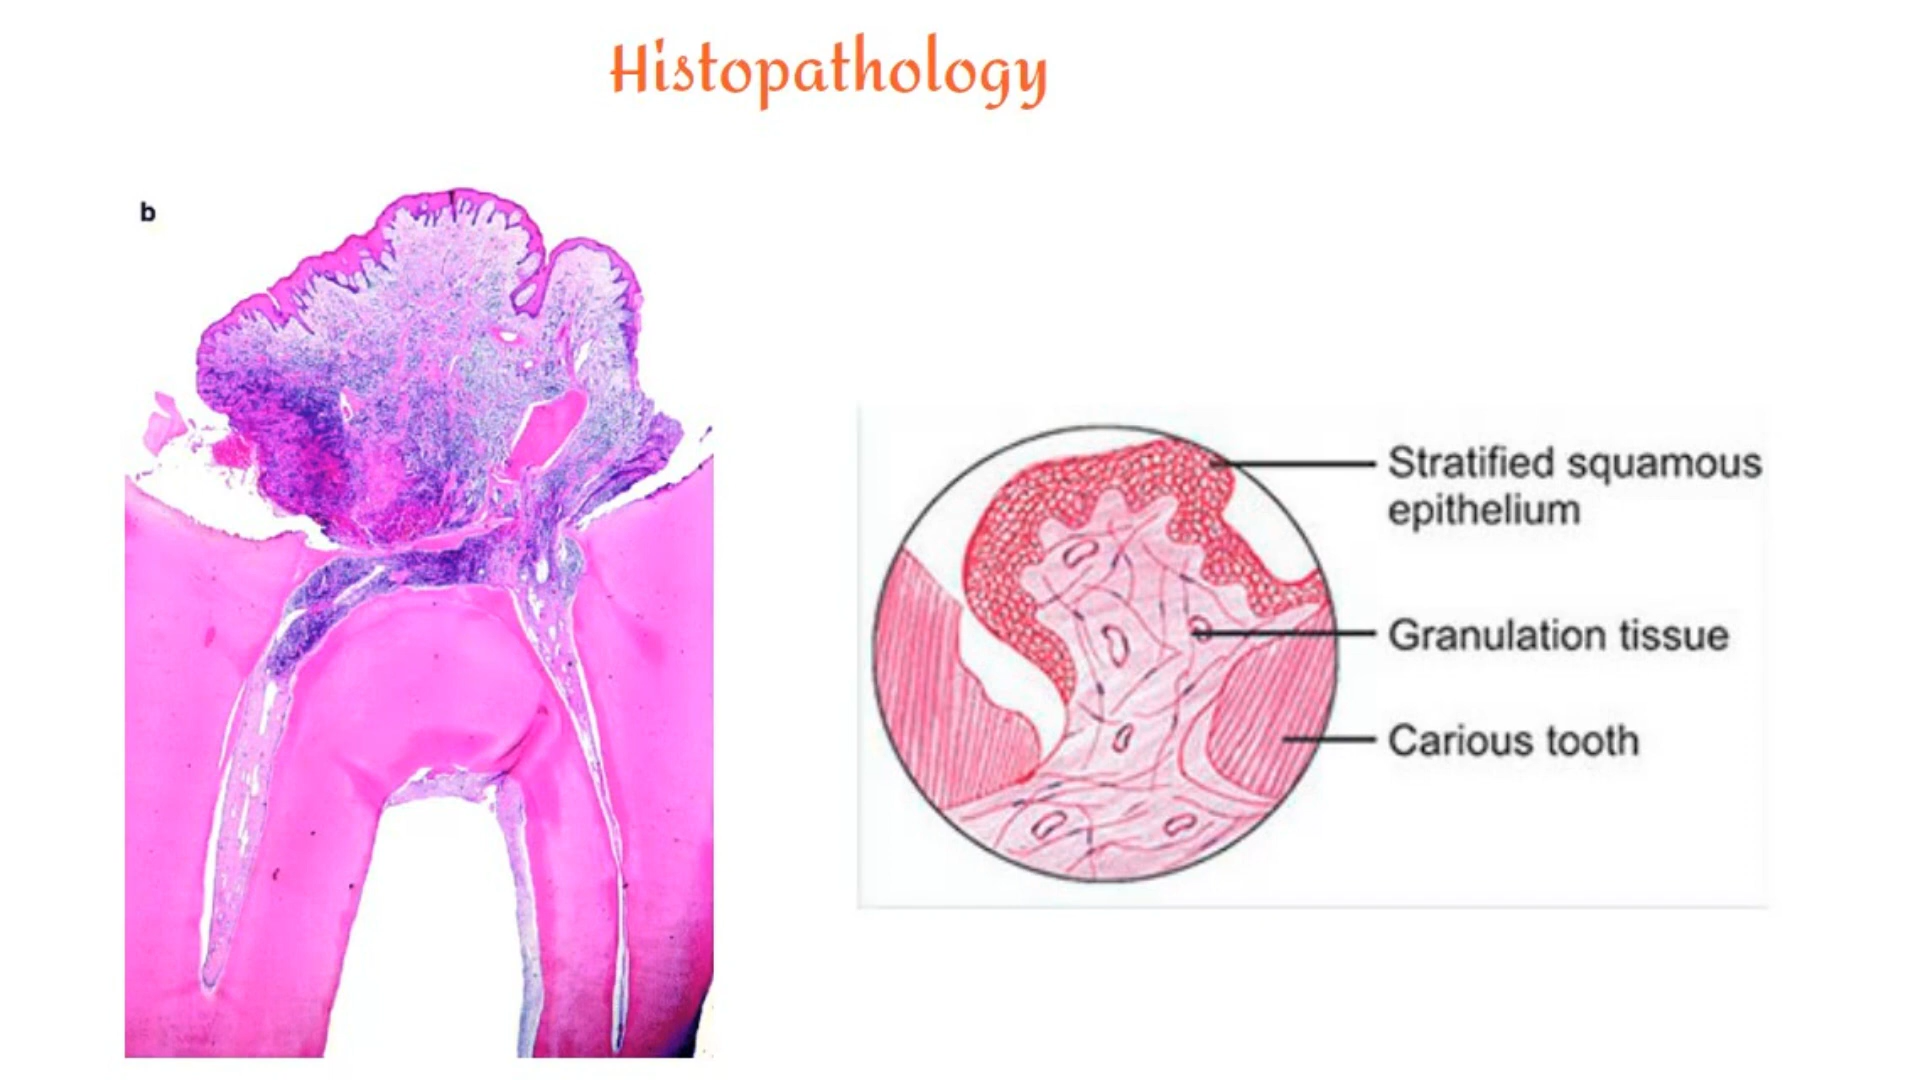 Histopathology
b
Stratified squamous
epithelium
Granulation tissue
Carious tooth